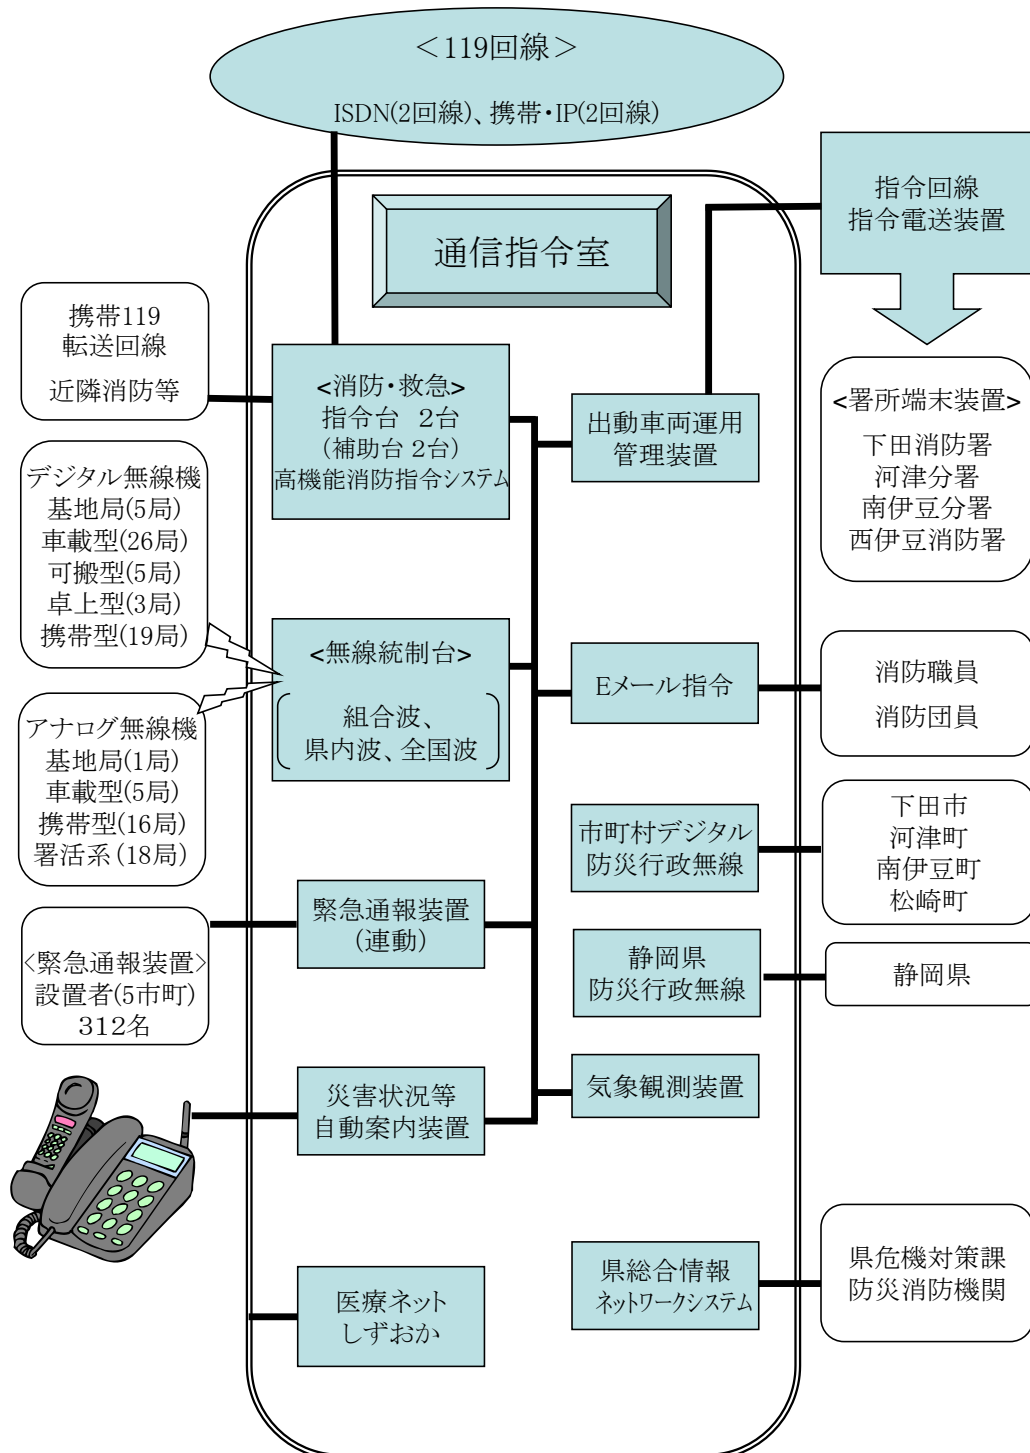 ＜119回線＞
ISDN(2回線)、携帯・IP(2回線)
指令回線
指令電送装置
通信指令室
携帯119
転送回線
近隣消防等
<消防・救急>
指令台 2台
(補助台 2台)
高機能消防指令システム
出動車両運用
管理装置
<署所端末装置>
下田消防署
河津分署
南伊豆分署
西伊豆消防署
デジタル無線機
基地局(5局)
車載型(26局)
可搬型(5局)
卓上型(3局)
携帯型(19局)
<無線統制台>
組合波、
県内波、全国波
Eメール指令
消防職員
消防団員
アナログ無線機
基地局(1局)
車載型(5局)
携帯型(16局)
署活系(18局)
市町村デジタル
防災行政無線
下田市
河津町
南伊豆町
松崎町
緊急通報装置
(連動)
<緊急通報装置>
設置者(5市町)
312名
静岡県
防災行政無線
静岡県
災害状況等
自動案内装置
気象観測装置
医療ネット
しずおか
県総合情報
ネットワークシステム
県危機対策課
防災消防機関